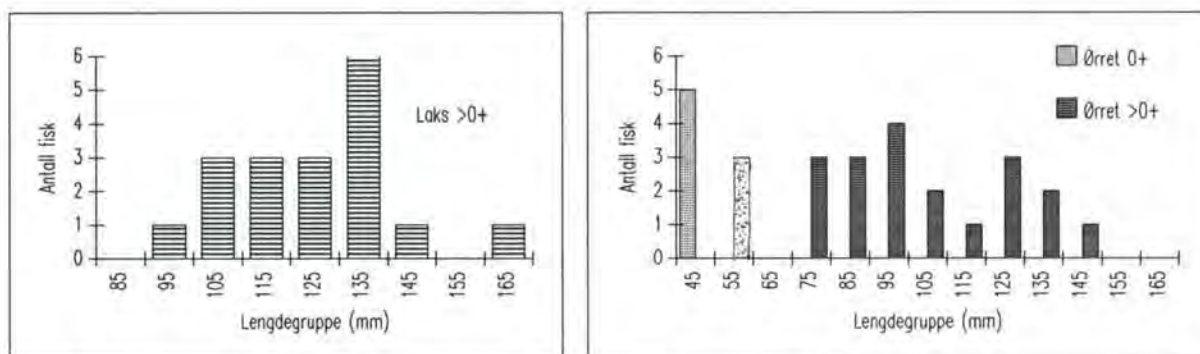 6
5
4
3
2
1
0
Antall fisk
Laks >0+
85 95 105 115 125 135 145 155 165
Lengdegruppe (mm)
6
5
4
3
2
1
0
Antall fisk
Ørret 0+
Ørret >0+
45 55 65 75 85 95 105 115 125 135 145 155 165
Lengdegruppe (mm)